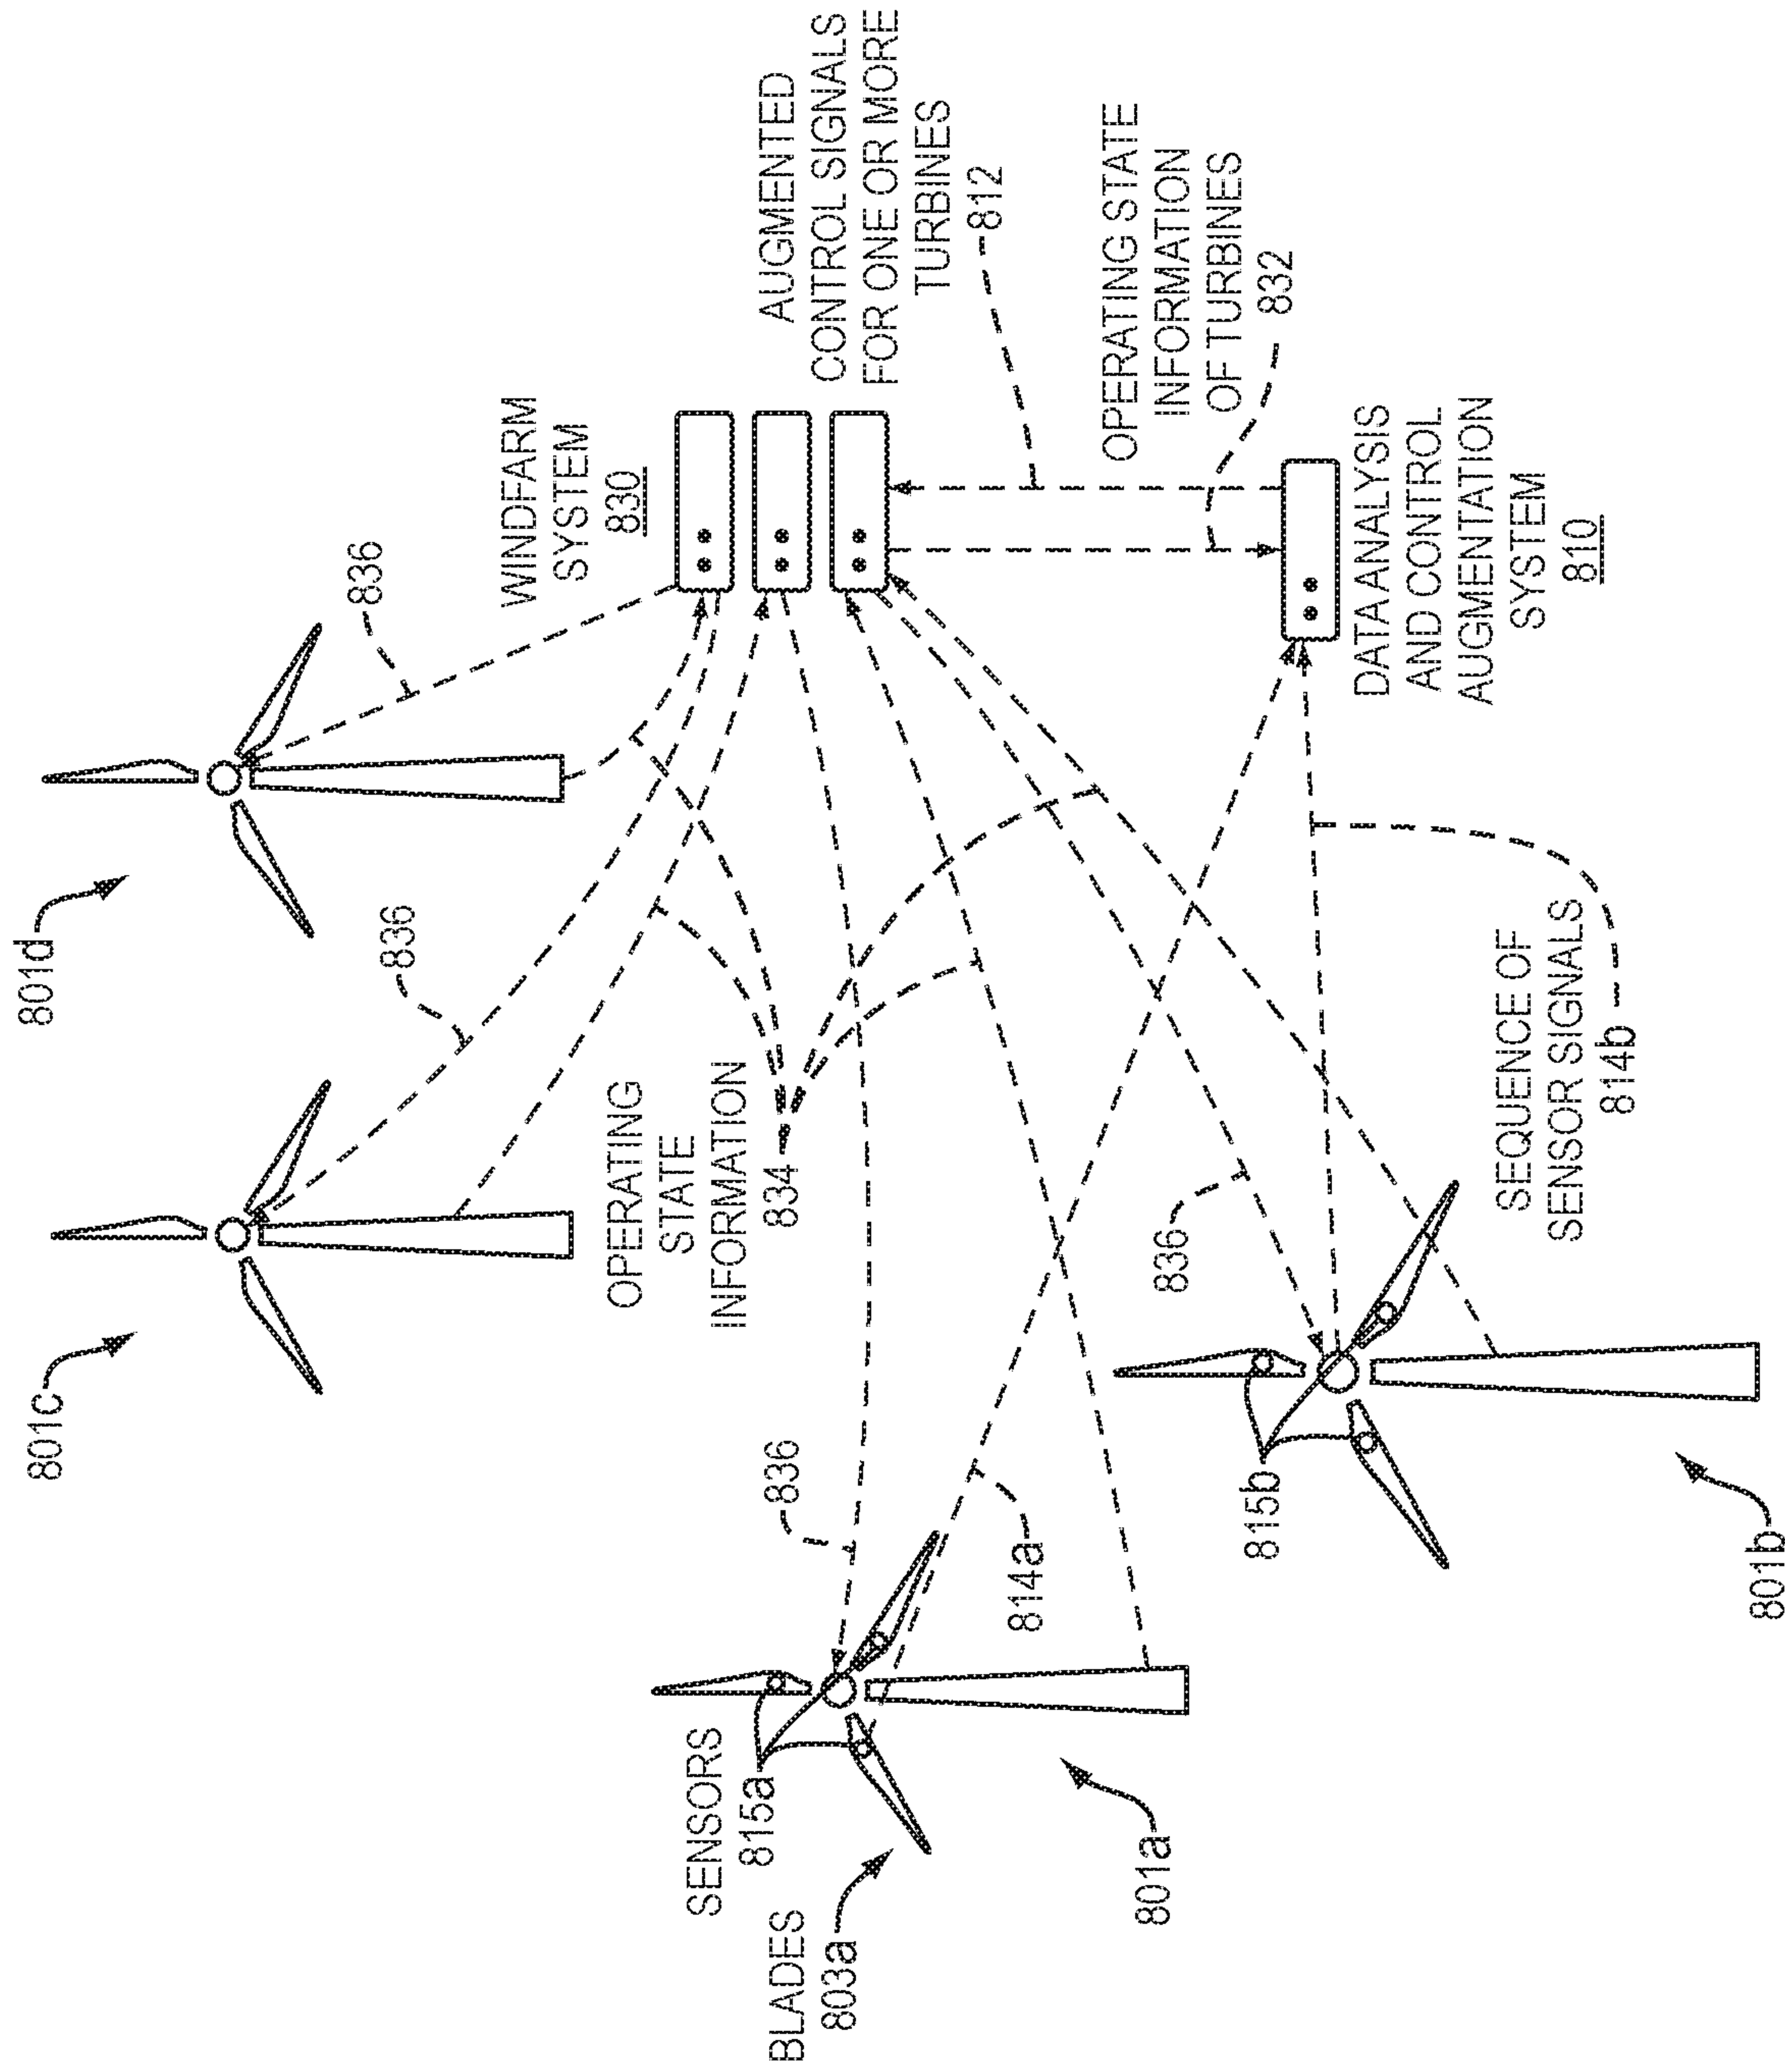 801d
836
WINDFARM
SYSTEM
830
AUGMENTED
CONTROL SIGNALS
FOR ONE OR MORE
TURBINES
812
801c
836
OPERATING
STATE
INFORMATION
834
OPERATING STATE
INFORMATION
OF TURBINES
832
SENSORS
815a
BLADES
803a
836
814a
801a
836
815b
801b
SEQUENCE OF
SENSOR SIGNALS
814b
DATA ANALYSIS
AND CONTROL
AUGMENTATION
SYSTEM
810